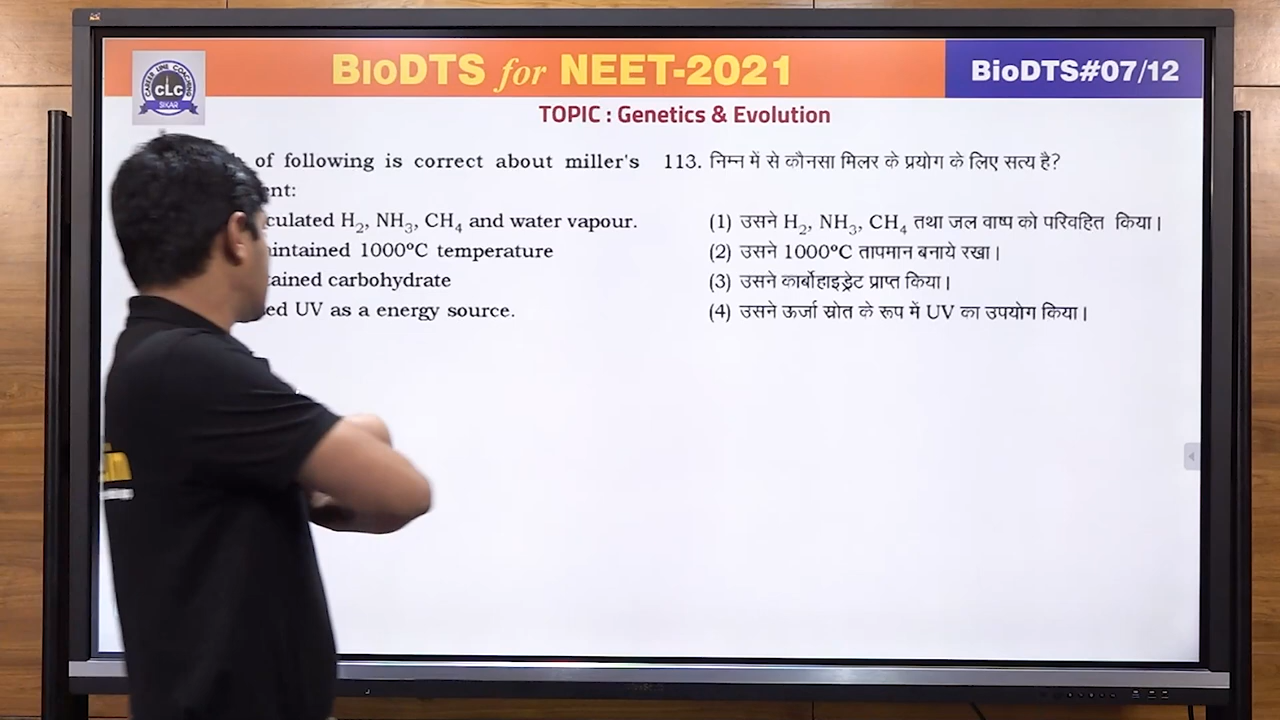 BIODTS for NEET-2021
BioDTS#07/12
CAREER LINE COACHING
CLC
SIKAR
TOPIC : Genetics & Evolution
of following is correct about miller's
ent:
culated H₂, NH₃, CH₄ and water vapour.
intained 1000°C temperature
tained carbohydrate
ed UV as a energy source.
113. निम्न में से कौनसा मिलर के प्रयोग के लिए सत्य है?
(1) उसने H₂, NH₃, CH₄ तथा जल वाष्प को परिवहित किया।
(2) उसने 1000°C तापमान बनाये रखा।
(3) उसने कार्बोहाइड्रेट प्राप्त किया।
(4) उसने ऊर्जा स्रोत के रूप में UV का उपयोग किया।